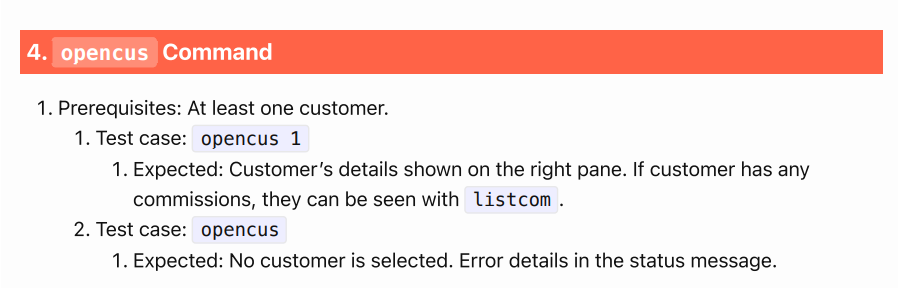 4. opencus Command
1. Prerequisites: At least one customer.
1. Test case: opencus 1
1. Expected: Customer’s details shown on the right pane. If customer has any
commissions, they can be seen with listcom.
2. Test case: opencus
1. Expected: No customer is selected. Error details in the status message.